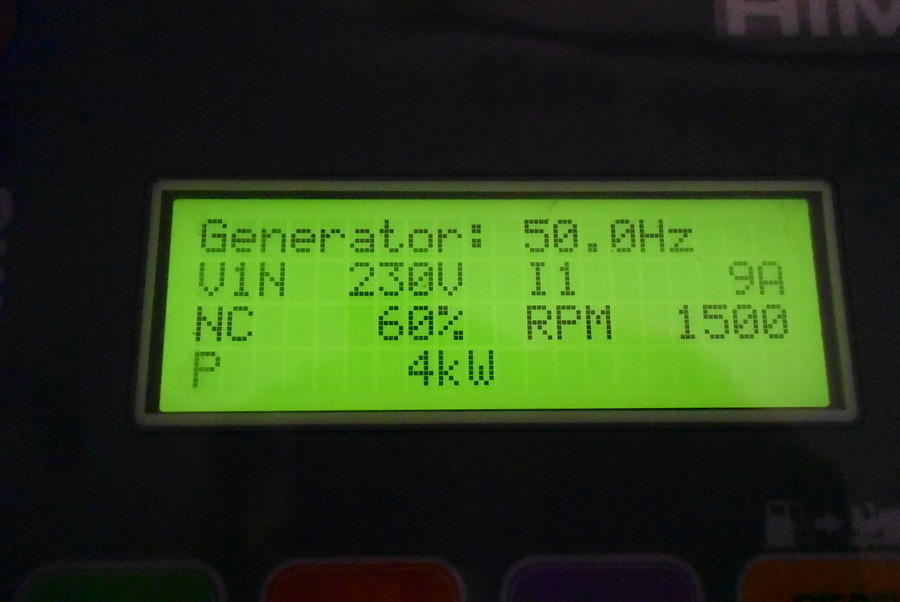 Generator: 50.0Hz
V1N 230V I1 9A
NC 60% RPM 1500
P 4kW